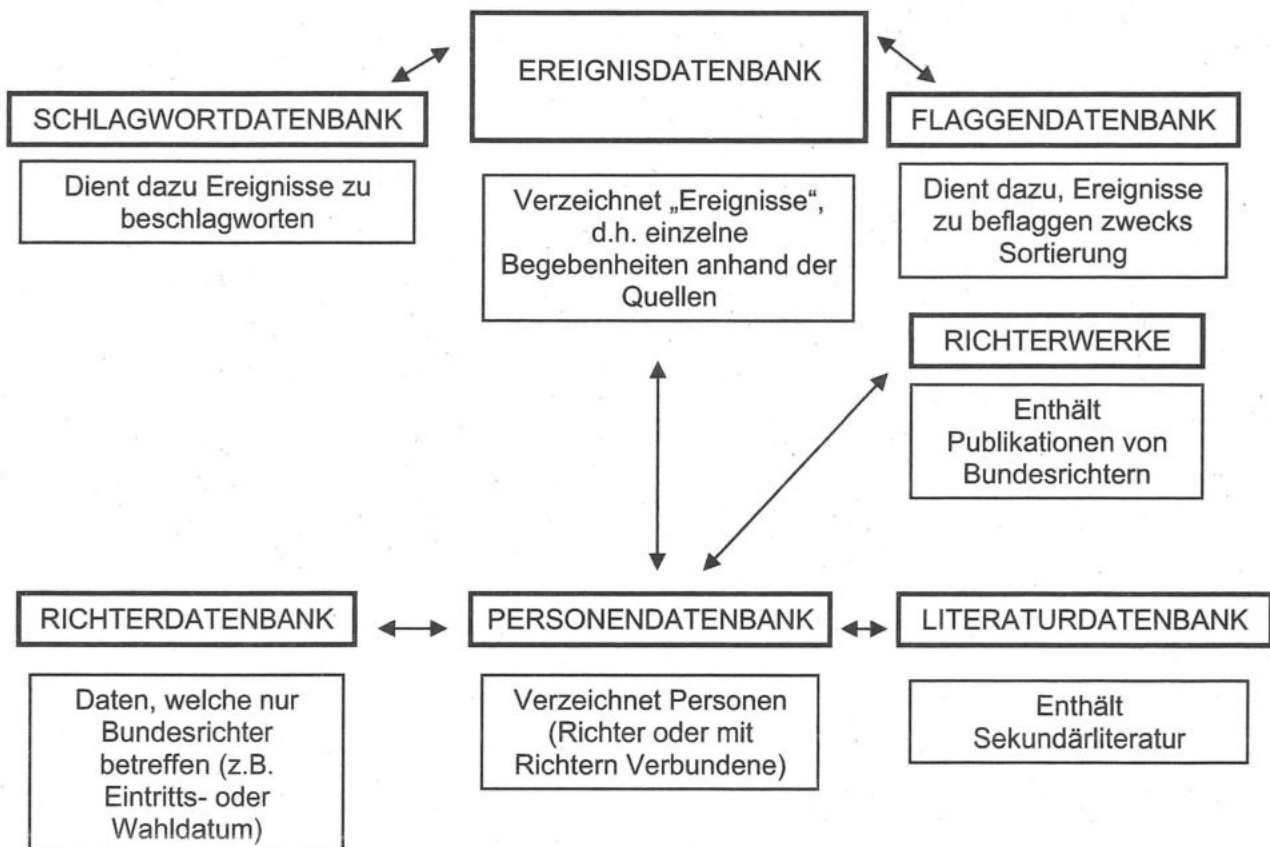 EREIGNISDATENBANK
SCHLAGWORTDATENBANK
FLAGGENDATENBANK
Dient dazu Ereignisse zu
beschlagworten
Verzeichnet „Ereignisse“,
d.h. einzelne
Begebenheiten anhand der
Quellen
Dient dazu, Ereignisse
zu beflaggen zwecks
Sortierung
RICHTERWERKE
Enthält
Publikationen von
Bundesrichtern
RICHTERDATENBANK
PERSONENDATENBANK
LITERATURDATENBANK
Daten, welche nur
Bundesrichter
betreffen (z.B.
Eintritts- oder
Wahldatum)
Verzeichnet Personen
(Richter oder mit
Richtern Verbundene)
Enthält
Sekundärliteratur